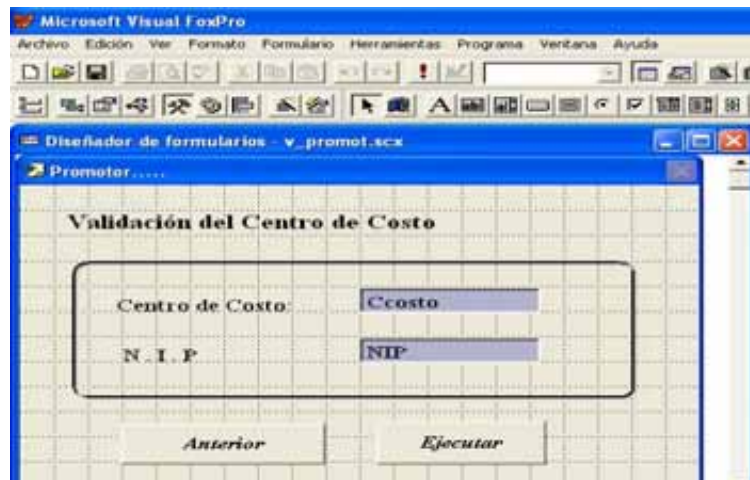 Microsoft Visual FoxPro
Archivo Edición Ver Formato Formulario Herramientas Programa Ventana Ayuda
Diseñador de formularios - v_promot.scx
Promotor.....
Validación del Centro de Costo
Centro de Costo: Ccosto
N . I . P NIP
Anterior Ejecutar